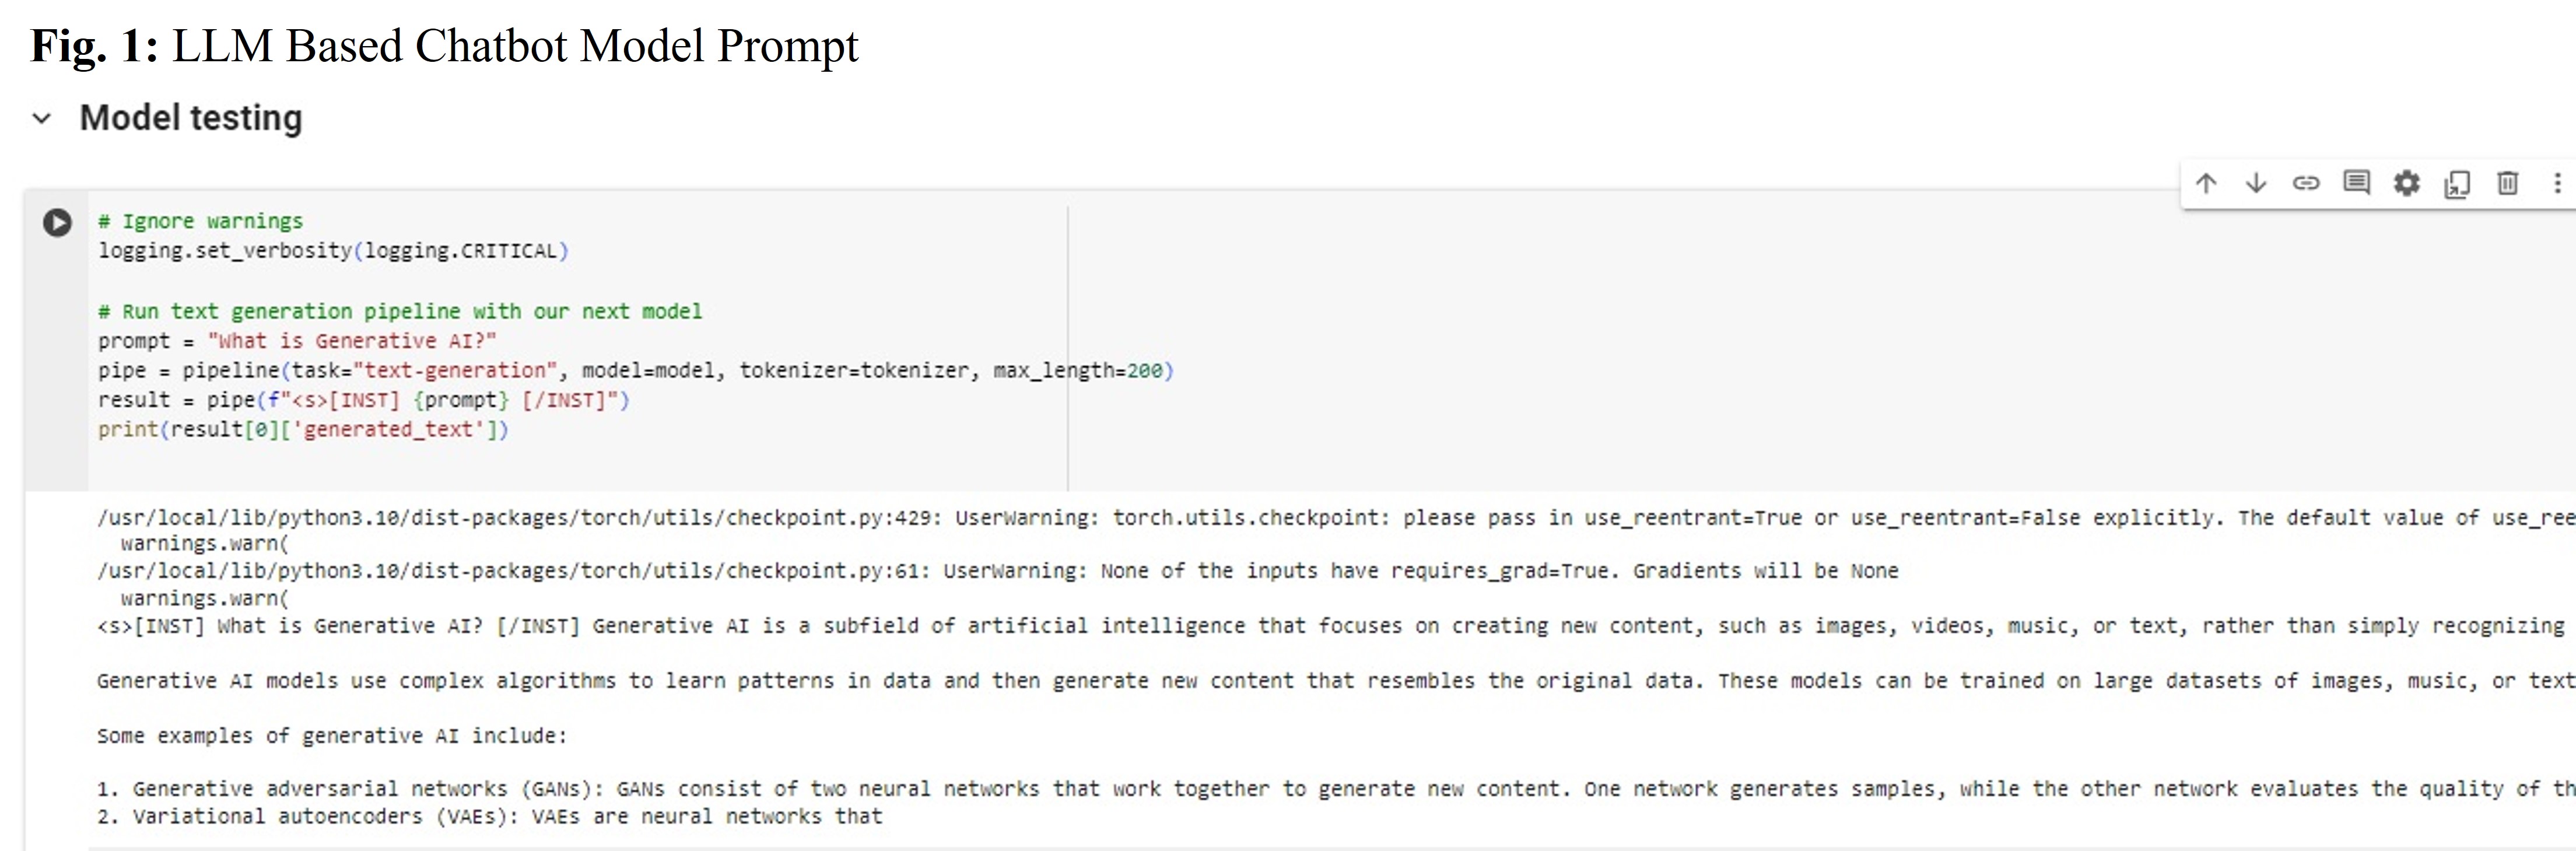 Fig. 1: LLM Based Chatbot Model Prompt
Model testing
# Ignore warnings
logging.set_verbosity(logging.CRITICAL)
# Run text generation pipeline with our next model
prompt = "What is Generative AI?"
pipe = pipeline(task="text-generation", model=model, tokenizer=tokenizer, max_length=200)
result = pipe(f"<s>[INST] {prompt} [/INST]")
print(result[0]['generated_text'])
/usr/local/lib/python3.10/dist-packages/torch/utils/checkpoint.py:429: UserWarning: torch.utils.checkpoint: please pass in use_reentrant=True or use_reentrant=False explicitly. The default value of use_ree
warnings.warn(
/usr/local/lib/python3.10/dist-packages/torch/utils/checkpoint.py:61: UserWarning: None of the inputs have requires_grad=True. Gradients will be None
warnings.warn(
<s>[INST] What is Generative AI? [/INST] Generative AI is a subfield of artificial intelligence that focuses on creating new content, such as images, videos, music, or text, rather than simply recognizing
Generative AI models use complex algorithms to learn patterns in data and then generate new content that resembles the original data. These models can be trained on large datasets of images, music, or text
Some examples of generative AI include:
1. Generative adversarial networks (GANs): GANs consist of two neural networks that work together to generate new content. One network generates samples, while the other network evaluates the quality of th
2. Variational autoencoders (VAEs): VAEs are neural networks that